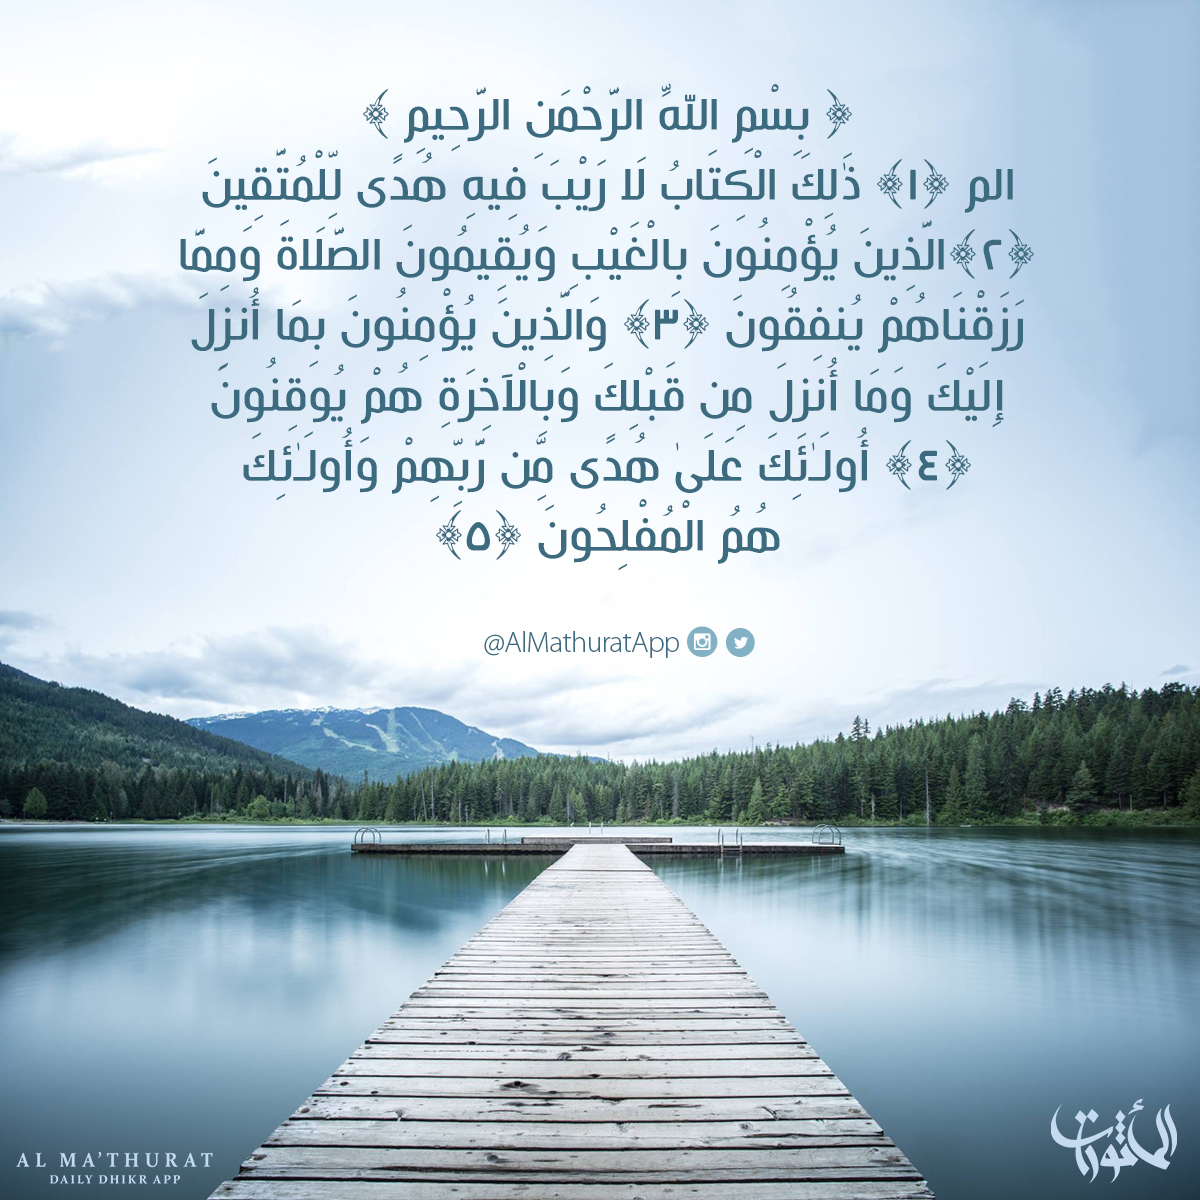 ﴿ بِسْمِ اللَّهِ الرَّحْمَنِ الرَّحِيمِ ﴾
الم ﴿١﴾ ذَٰلِكَ الْكِتَابُ لَا رَيْبَ فِيهِ هُدًى لِّلْمُتَّقِينَ
﴿٢﴾الَّذِينَ يُؤْمِنُونَ بِالْغَيْبِ وَيُقِيمُونَ الصَّلَاةَ وَمِمَّا
رَزَقْنَاهُمْ يُنفِقُونَ ﴿٣﴾ وَالَّذِينَ يُؤْمِنُونَ بِمَا أُنزِلَ
إِلَيْكَ وَمَا أُنزِلَ مِن قَبْلِكَ وَبِالْآخِرَةِ هُمْ يُوقِنُونَ
﴿٤﴾ أُولَـٰئِكَ عَلَىٰ هُدًى مِّن رَّبِّهِمْ وَأُولَـٰئِكَ
هُمُ الْمُفْلِحُونَ ﴿٥﴾
@AlMathuratApp
AL MA'THURAT
DAILY DHIKR APP
المأثورات